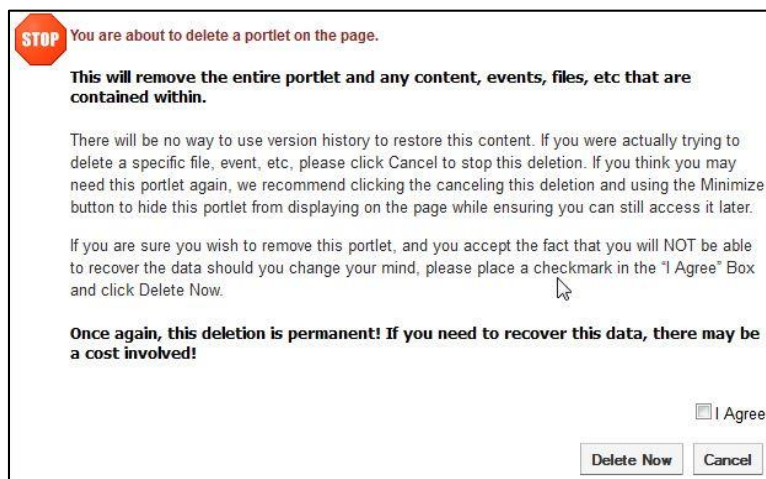 STOP You are about to delete a portlet on the page.
This will remove the entire portlet and any content, events, files, etc that are
contained within.
There will be no way to use version history to restore this content. If you were actually trying to
delete a specific file, event, etc, please click Cancel to stop this deletion. If you think you may
need this portlet again, we recommend clicking the canceling this deletion and using the Minimize
button to hide this portlet from displaying on the page while ensuring you can still access it later.
If you are sure you wish to remove this portlet, and you accept the fact that you will NOT be able
to recover the data should you change your mind, please place a checkmark in the "I Agree" Box
and click Delete Now.
Once again, this deletion is permanent! If you need to recover this data, there may be
a cost involved!
I Agree
Delete Now Cancel